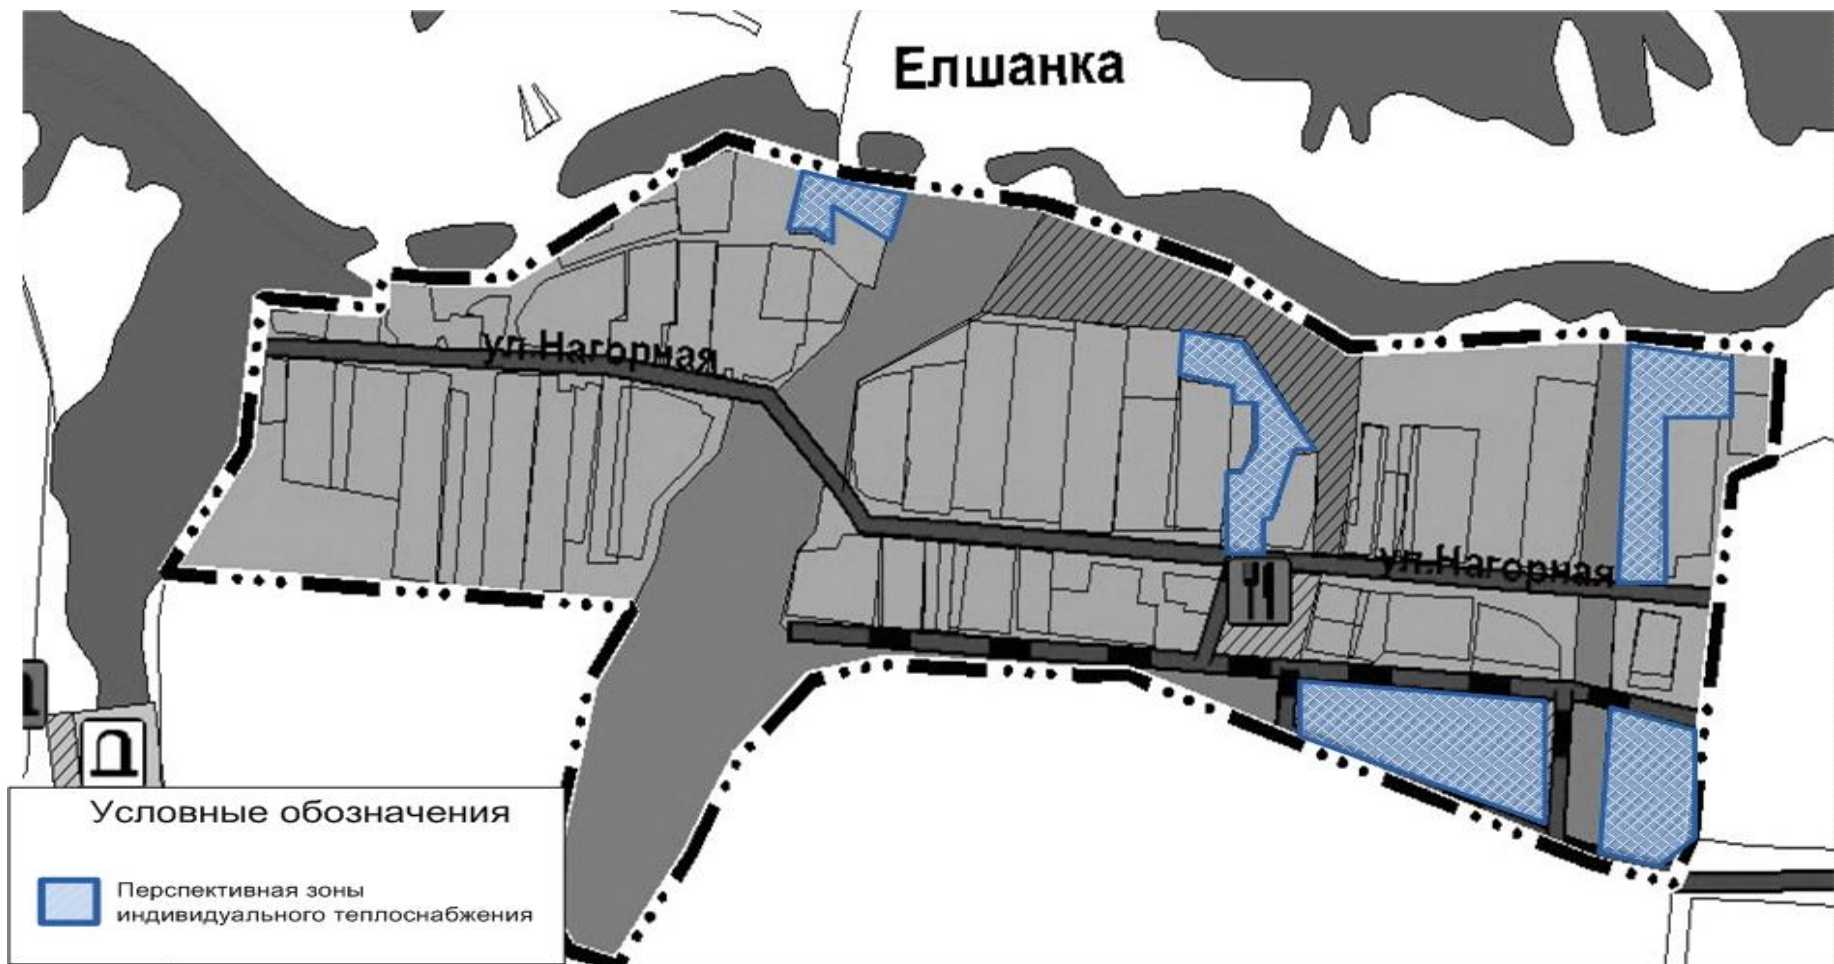 Елшанка
ул.Нагорная
ул.Нагорная
Условные обозначения
Перспективная зоны
индивидуального теплоснабжения